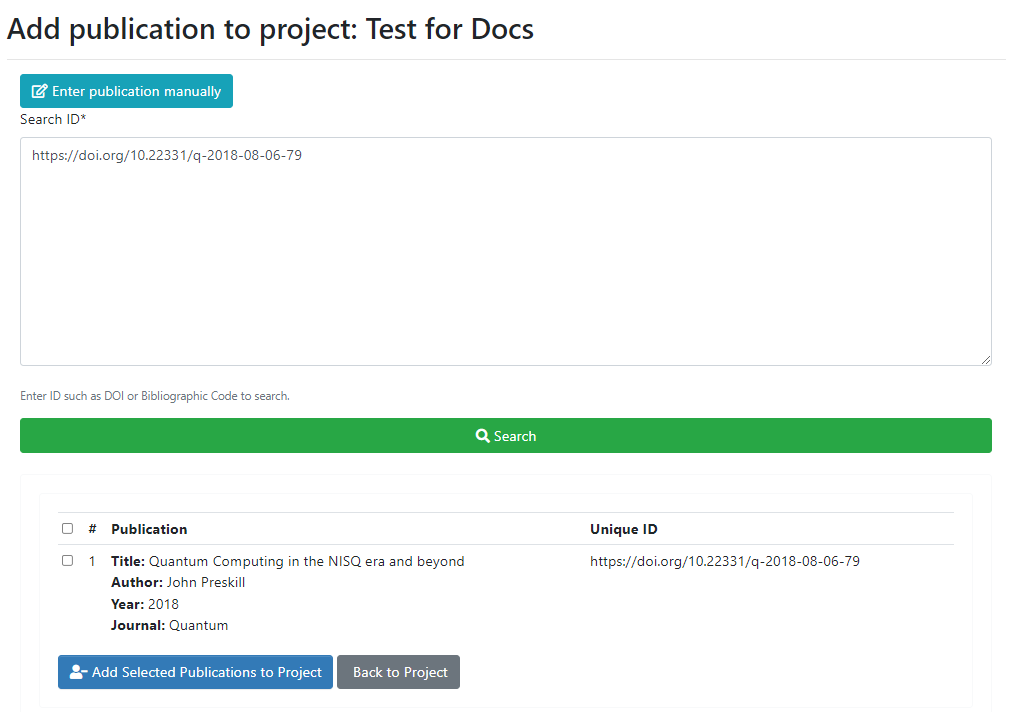 Add publication to project: Test for Docs
Enter publication manually
Search ID*
https://doi.org/10.22331/q-2018-08-06-79
Enter ID such as DOI or Bibliographic Code to search.
Search
# Publication Unique ID
1 Title: Quantum Computing in the NISQ era and beyond https://doi.org/10.22331/q-2018-08-06-79
Author: John Preskill
Year: 2018
Journal: Quantum
Add Selected Publications to Project Back to Project